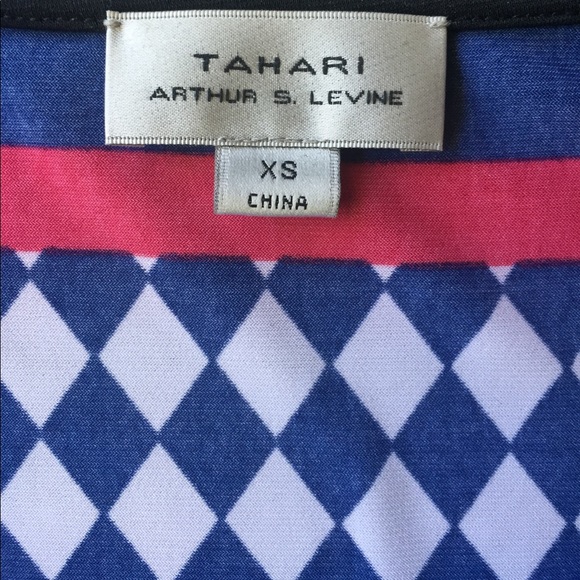 TAHARI
ARTHUR S. LEVINE
XS
CHINA